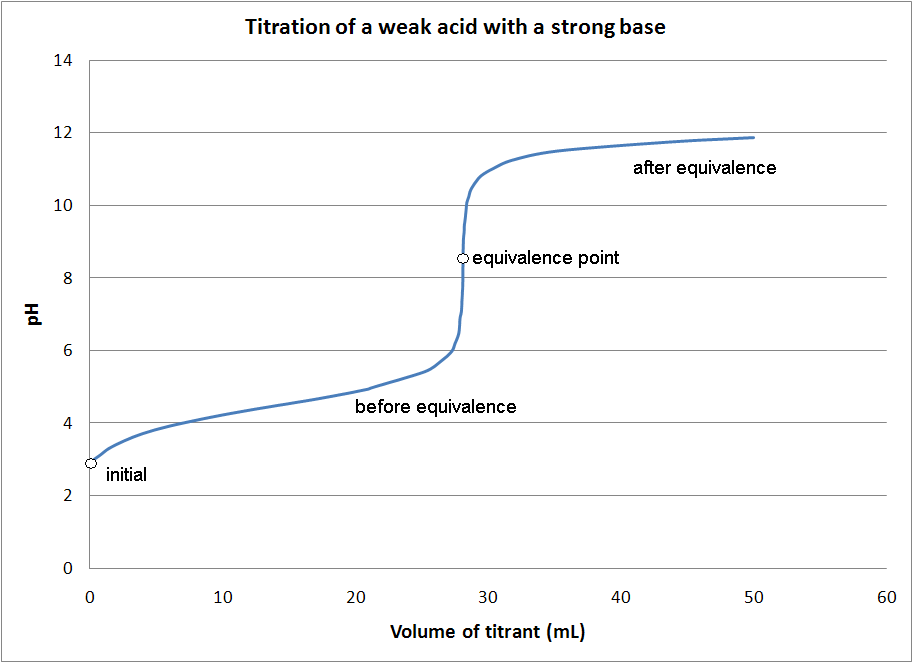 Titration of a weak acid with a strong base
14
12
after equivalence
10
equivalence point
8
pH
6
before equivalence
4
initial
2
0
0 10 20 30 40 50 60
Volume of titrant (mL)